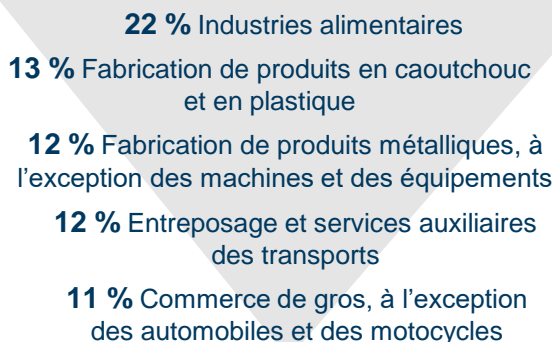 22 % Industries alimentaires
13 % Fabrication de produits en caoutchouc
et en plastique
12 % Fabrication de produits métalliques, à
l'exception des machines et des équipements
12 % Entreposage et services auxiliaires
des transports
11 % Commerce de gros, à l'exception
des automobiles et des motocycles